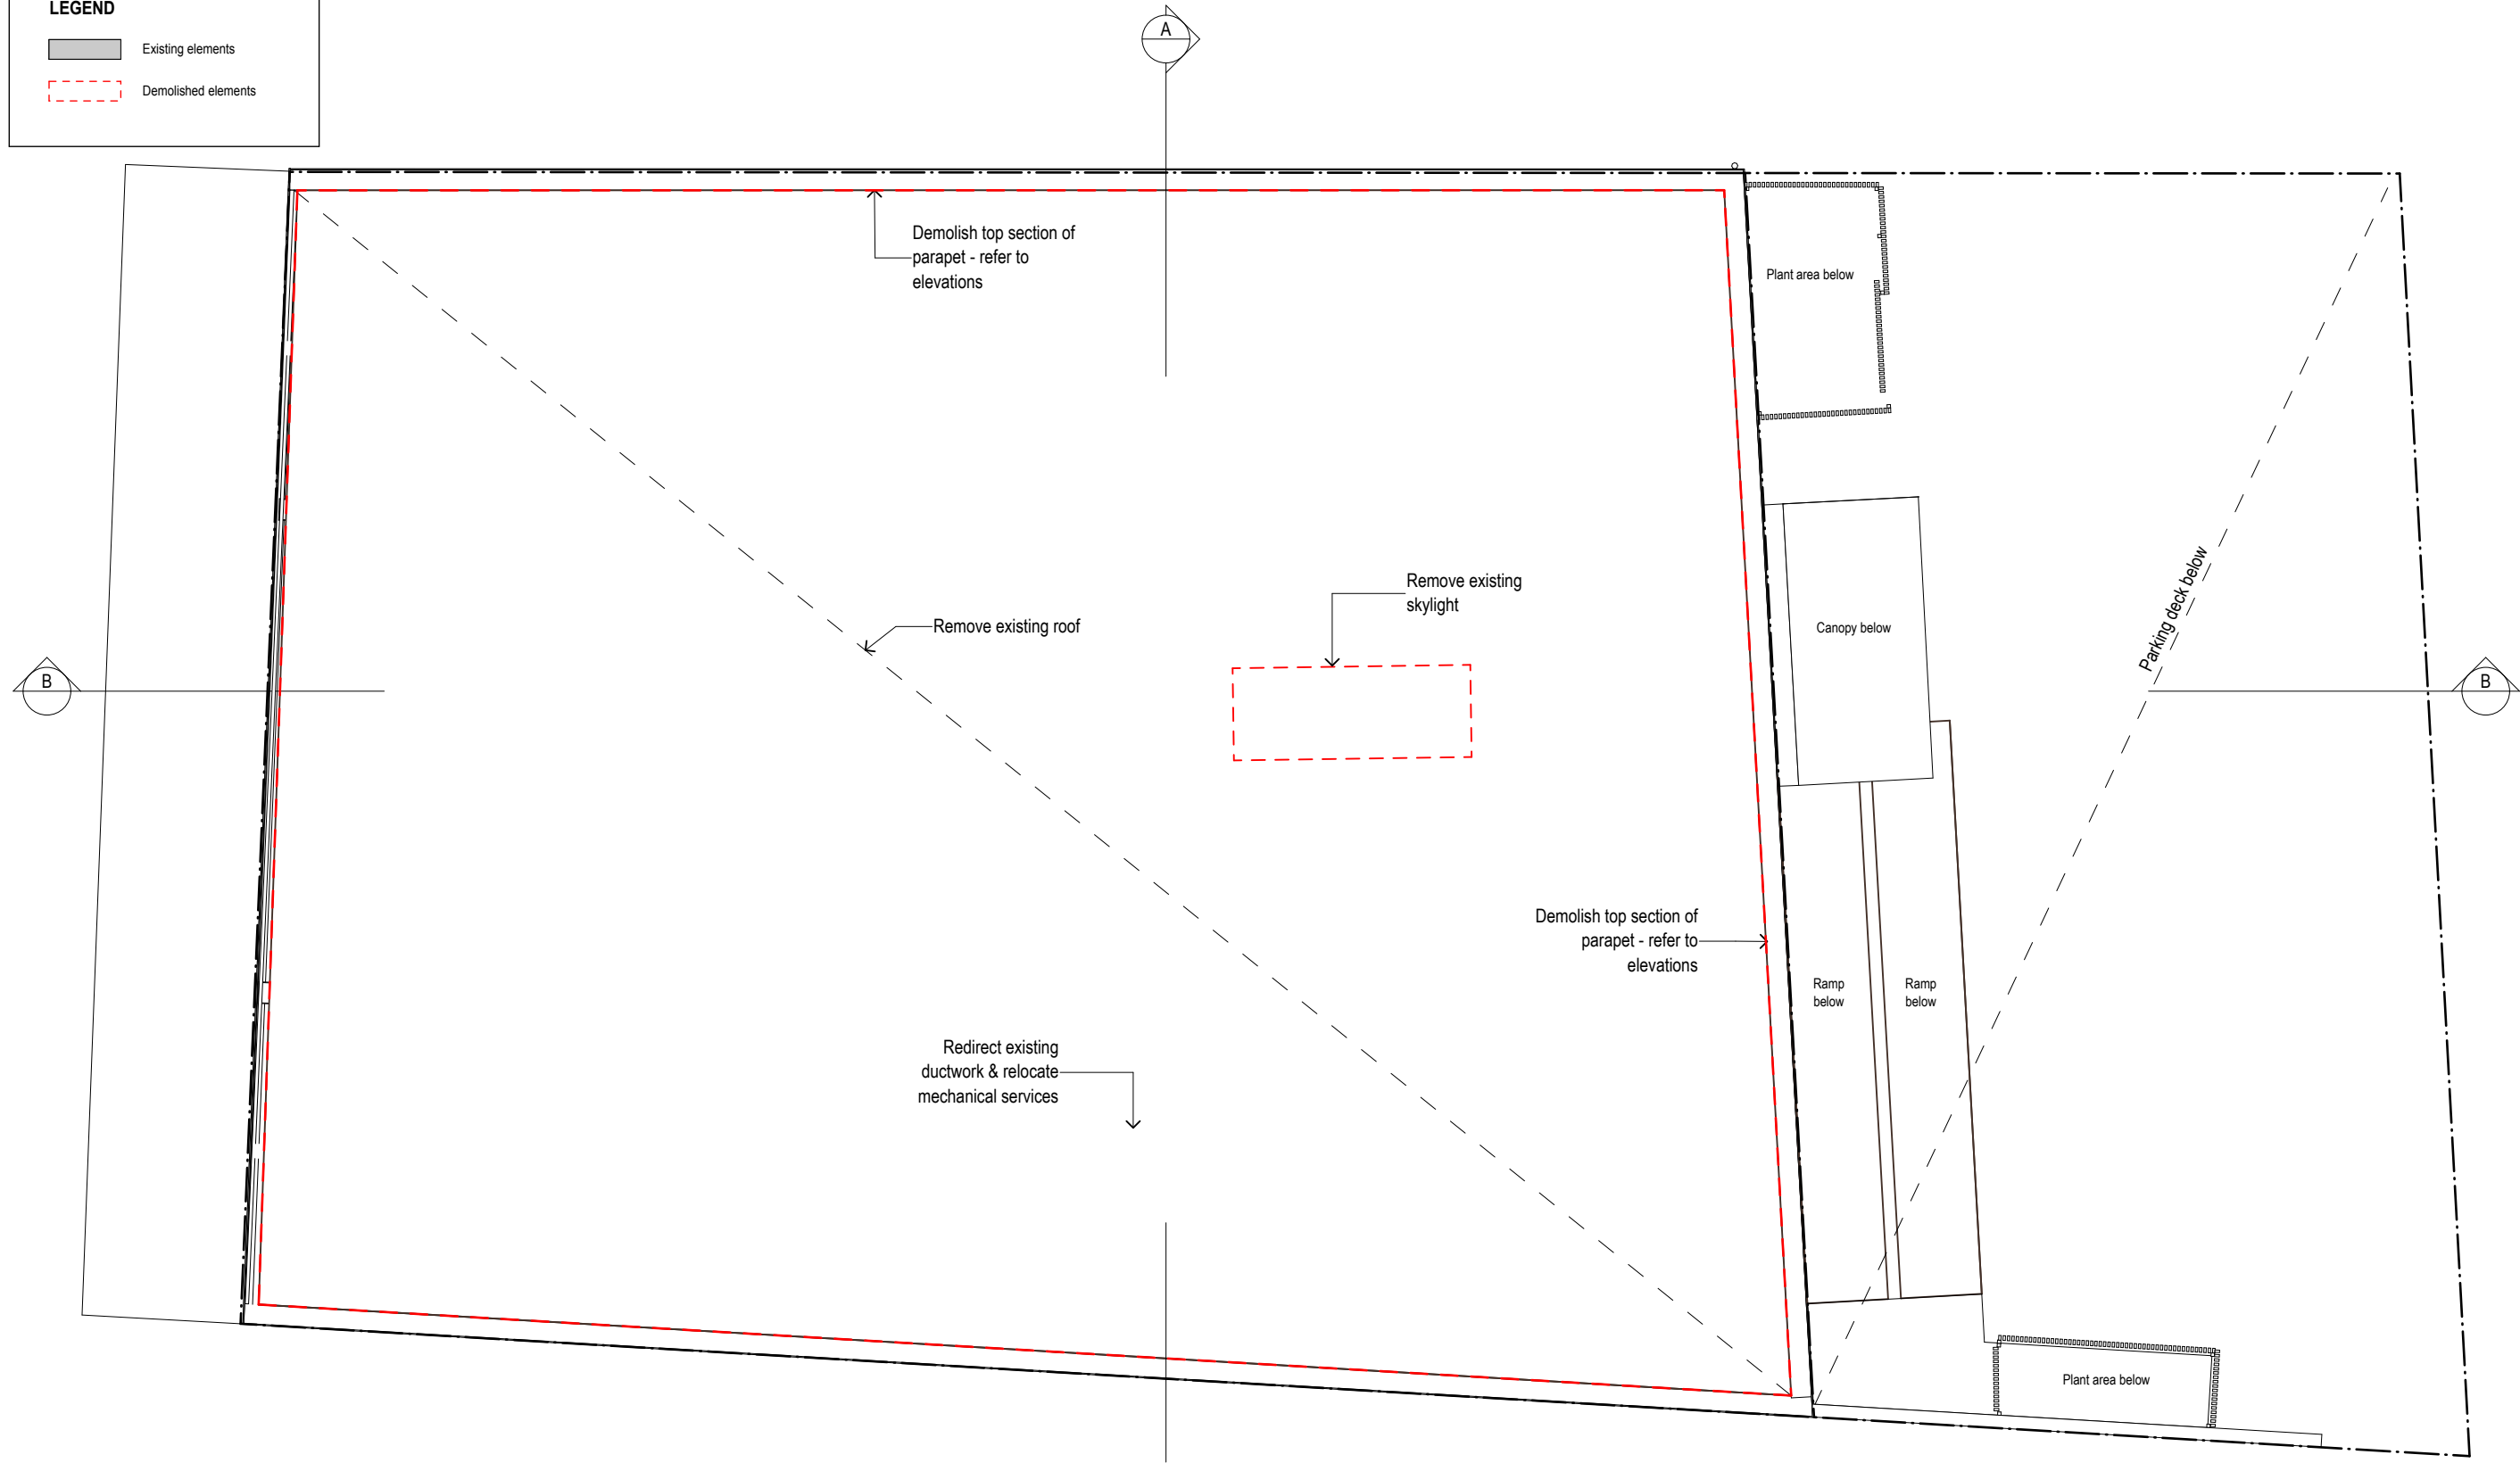 LEGEND
Existing elements
Demolished elements
A
Demolish top section of
parapet - refer to
elevations
Plant area below
Remove existing
skylight
Remove existing roof
Canopy below
Parking deck below
B
B
Demolish top section of
parapet - refer to
elevations
Ramp
below
Ramp
below
Redirect existing
ductwork & relocate
mechanical services
Plant area below